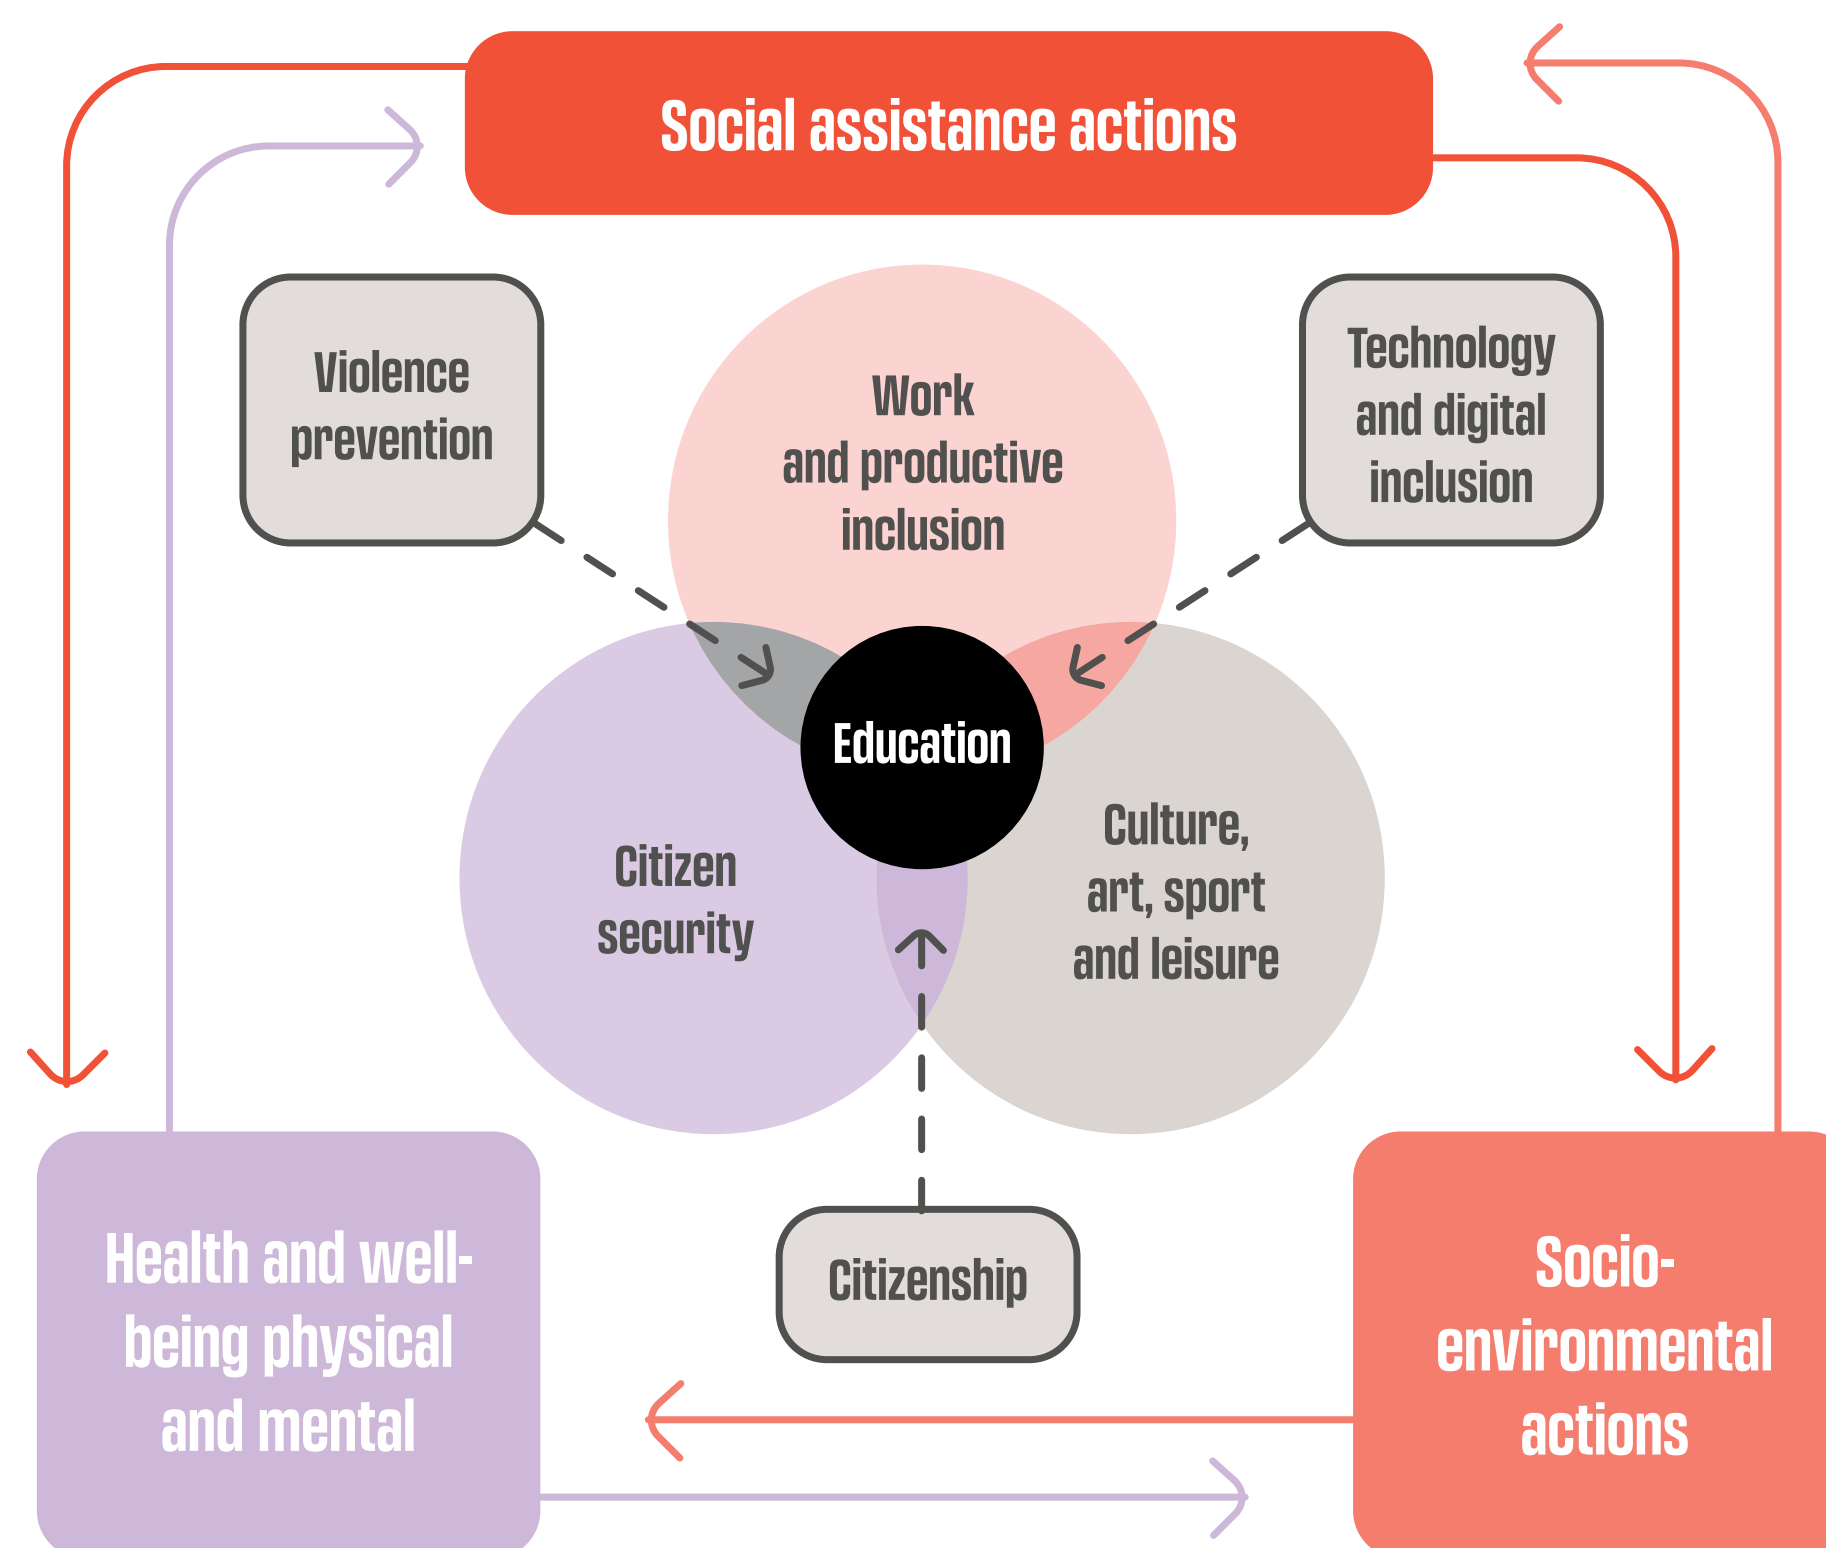 Social assistance actions
Violence
prevention
Work
and productive
inclusion
Technology
and digital
inclusion
Education
Citizen
security
Culture,
art, sport
and leisure
Citizenship
Health and well-
being physical
and mental
Socio-
environmental
actions